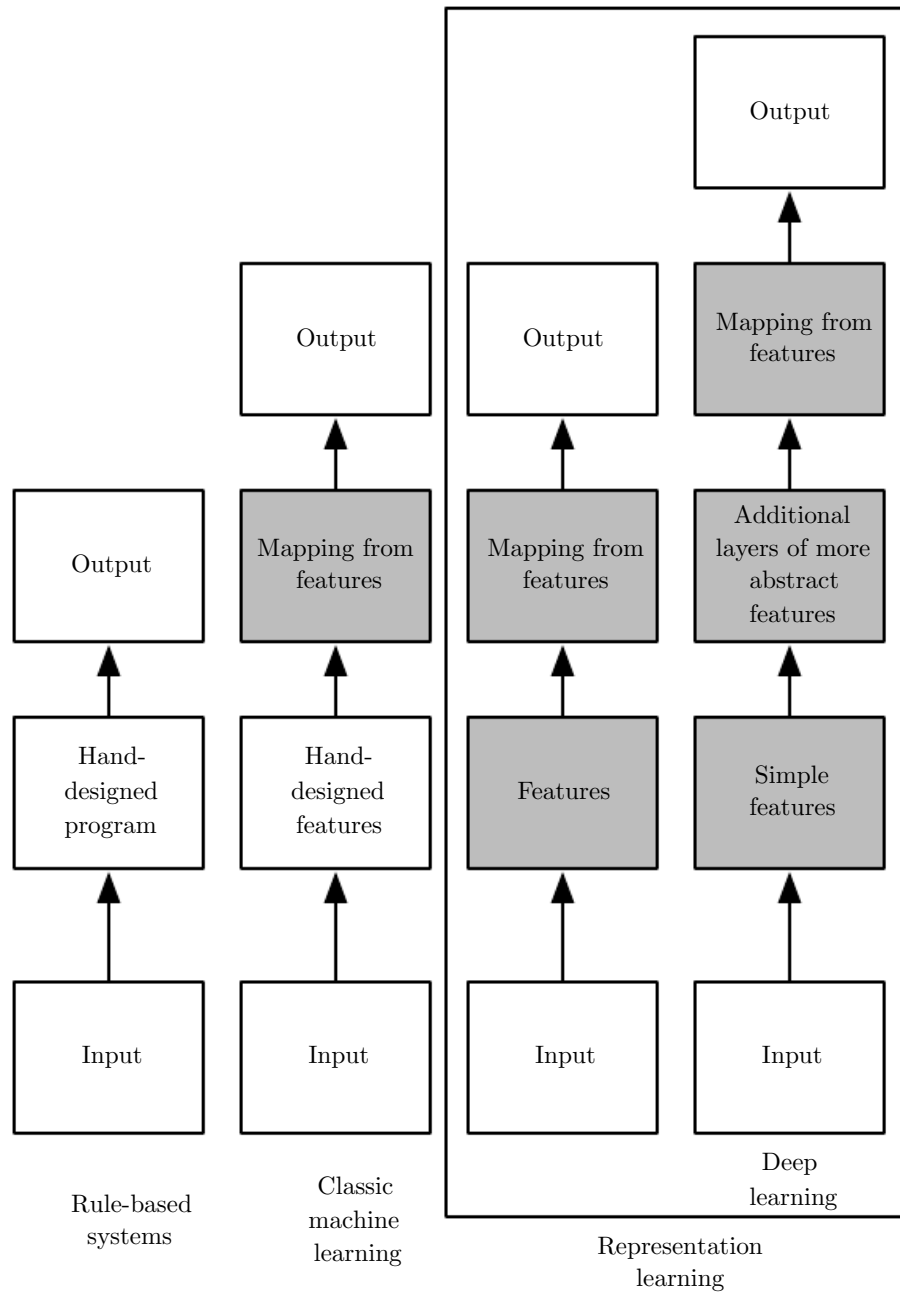 Output
Output
Output
Mapping from
features
Output
Mapping from
features
Mapping from
features
Additional
layers of more
abstract
features
Hand-
designed
program
Hand-
designed
features
Features
Simple
features
Input
Input
Input
Input
Rule-based
systems
Classic
machine
learning
Deep
learning
Representation
learning